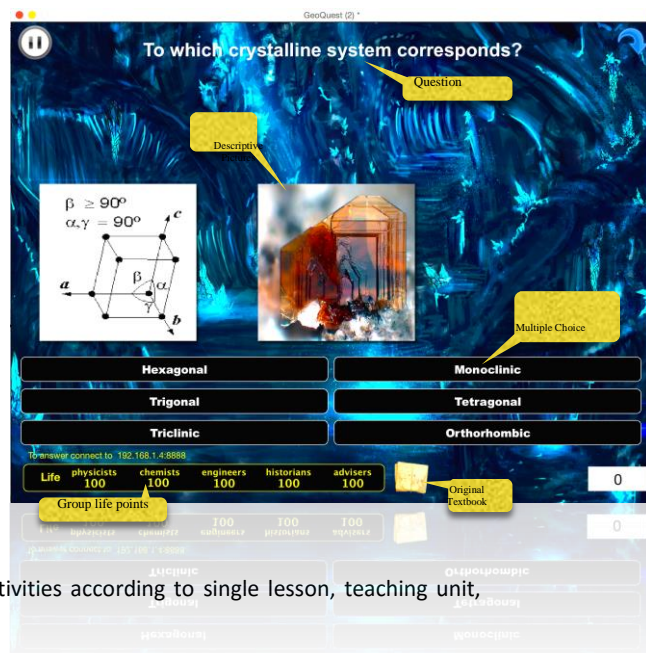 GeoQuest (2) *
To which crystalline system corresponds?
Question
Descriptive
β ≥ 90º
α,γ = 90º
c
a
β
α
γ
b
Multiple Choice
Hexagonal
Monoclinic
Trigonal
Tetragonal
Triclinic
Orthorhombic
To answer connect to 192.168.1.4:8888
Life
physicists chemists engineers historians advisers
100 100 100 100 100
0
Original
Textbook
Group life points
tivities according to single lesson, teaching unit,